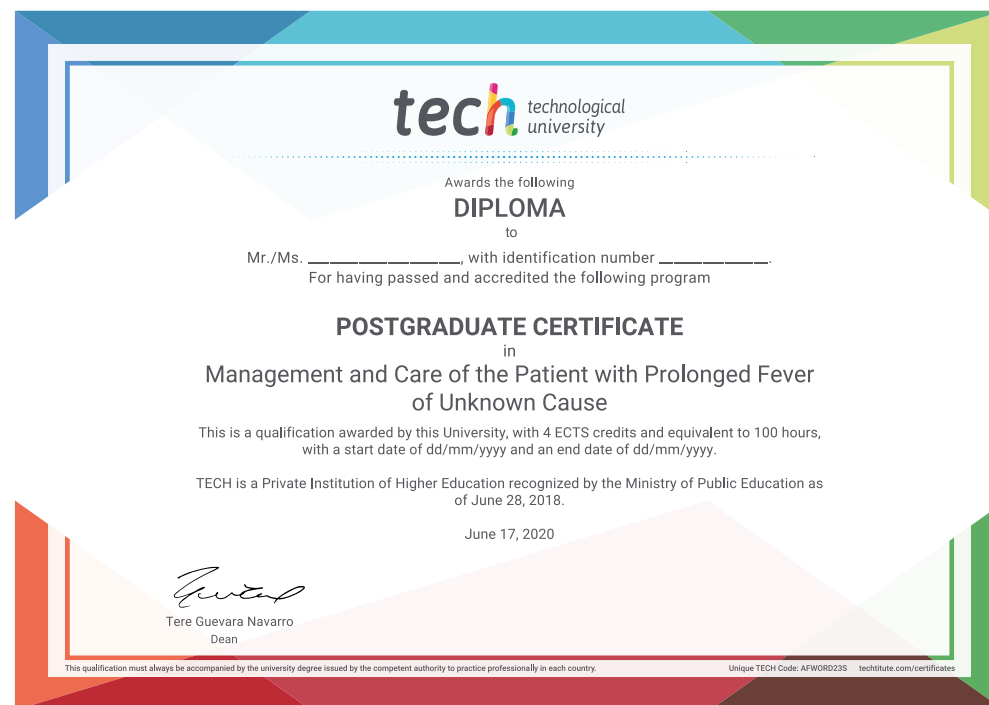 tech technological
university
Awards the following
DIPLOMA
to
Mr./Ms. ____________________, with identification number ______________.
For having passed and accredited the following program
POSTGRADUATE CERTIFICATE
in
Management and Care of the Patient with Prolonged Fever
of Unknown Cause
This is a qualification awarded by this University, with 4 ECTS credits and equivalent to 100 hours,
with a start date of dd/mm/yyyy and an end date of dd/mm/yyyy.
TECH is a Private Institution of Higher Education recognized by the Ministry of Public Education as
of June 28, 2018.
June 17, 2020
Tere Guevara Navarro
Dean
This qualification must always be accompanied by the university degree issued by the competent authority to practice professionally in each country.
Unique TECH Code: AFWORD23S techtitute.com/certificates